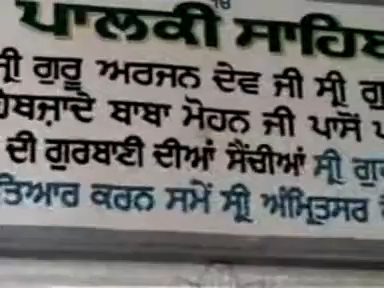 ਪਾਲਕੀ ਸਾਹਿਬ
ਸ੍ਰੀ ਗੁਰੂ ਅਰਜਨ ਦੇਵ ਜੀ ਸ੍ਰੀ ਗੁ
ਹਿਬਜ਼ਾਦੇ ਬਾਬਾ ਮੋਹਨ ਜੀ ਪਾਸੋਂ
ਦੀ ਗੁਰਬਾਣੀ ਦੀਆਂ ਸੈਂਚੀਆਂ ਸ੍ਰੀ ਗੁ
ਤਿਆਰ ਕਰਨ ਸਮੇਂ ਸ੍ਰੀ ਅੰਮ੍ਰਿਤਸਰ